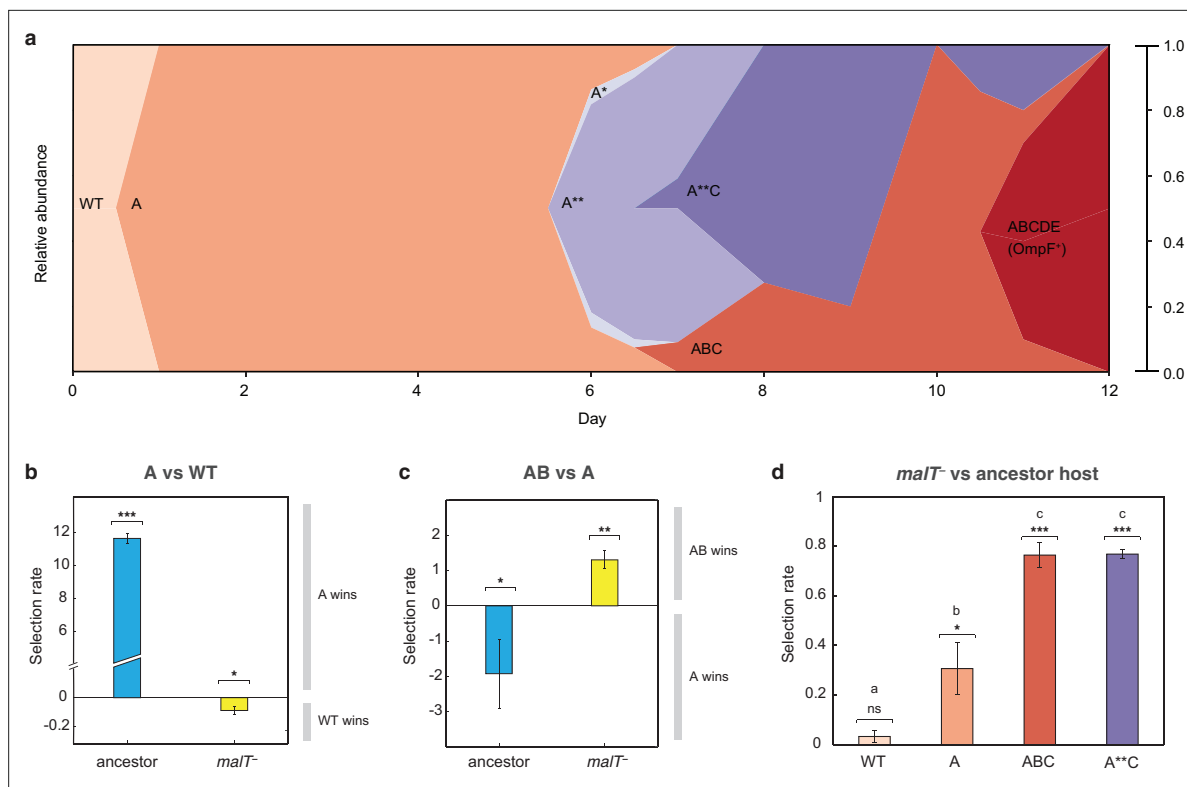 a
1.0
0.8
0.6
0.4
0.2
0.0
Relative abundance
WT
A
A*
A**
A**C
ABC
ABCDE
(OmpF⁺)
0 2 4 6 8 10 12
Day
b A vs WT
Selection rate
12
10
8
6
0
-0.2
***
*
A wins
WT wins
ancestor malT⁻
c AB vs A
Selection rate
2
1
0
-1
-2
-3
*
**
AB wins
A wins
ancestor malT⁻
d malT⁻ vs ancestor host
Selection rate
1
0.8
0.6
0.4
0.2
0
a
ns
b
*
c
***
c
***
WT A ABC A**C